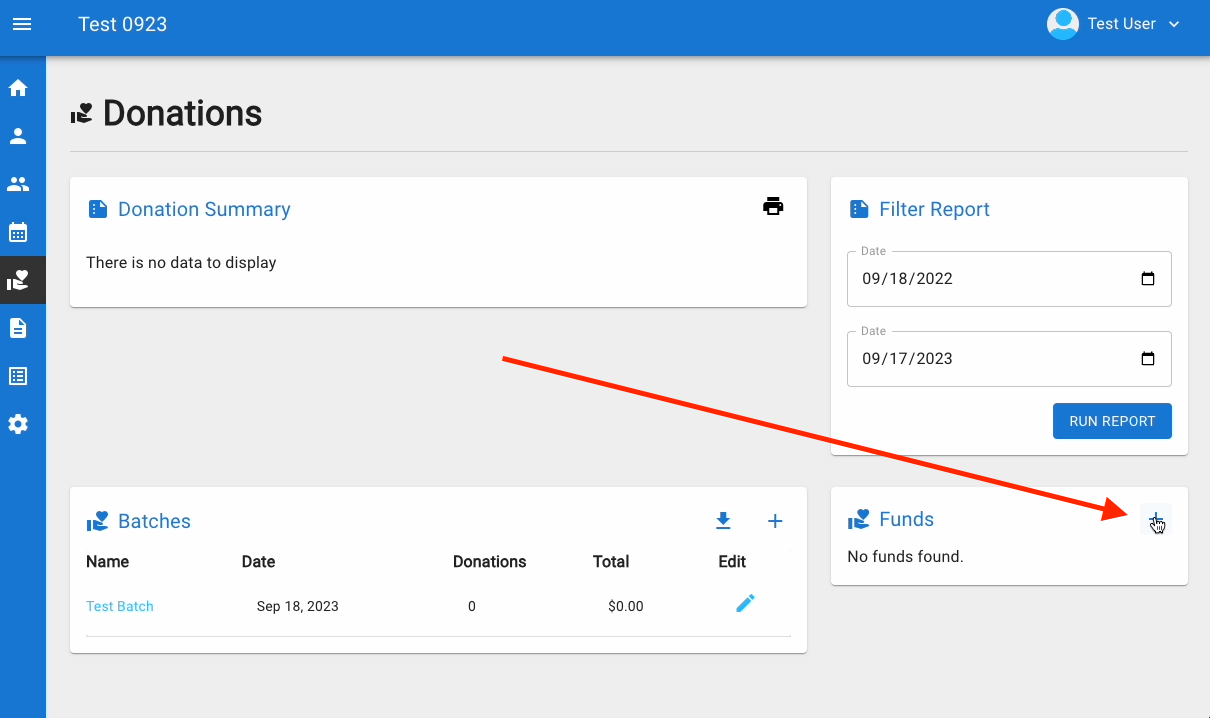 Test 0923
Test User
Donations
Donation Summary
There is no data to display
Filter Report
Date
09/18/2022
Date
09/17/2023
RUN REPORT
Batches
Name Date Donations Total Edit
Test Batch Sep 18, 2023 0 $0.00
Funds
No funds found.